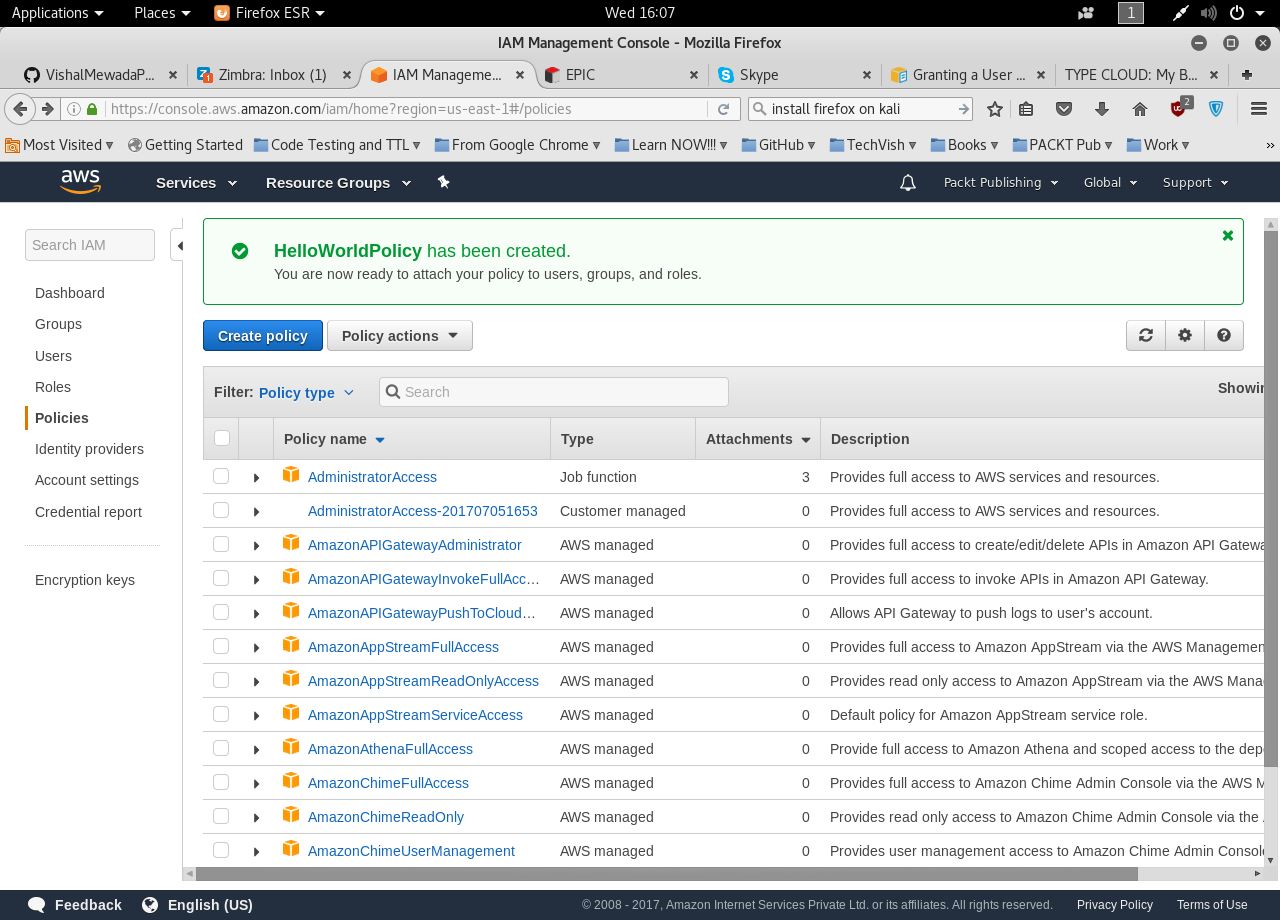 Applications Places Firefox ESR Wed 16:07 1
IAM Management Console - Mozilla Firefox
VishalMewadaP... Zimbra: Inbox (1) IAM Manageme... EPIC Skype Granting a User ... TYPE CLOUD: My B...
https://console.aws.amazon.com/iam/home?region=us-east-1#/policies install firefox on kali 2
Most Visited Getting Started Code Testing and TTL From Google Chrome Learn NOW!!! GitHub TechVish Books PACKT Pub Work
aws Services Resource Groups Packt Publishing Global Support
Search IAM
Dashboard
Groups
Users
Roles
Policies
Identity providers
Account settings
Credential report
Encryption keys
HelloWorldPolicy has been created.
You are now ready to attach your policy to users, groups, and roles.
Create policy Policy actions
Filter: Policy type Search Showin
Policy name Type Attachments Description
AdministratorAccess Job function 3 Provides full access to AWS services and resources.
AdministratorAccess-201707051653 Customer managed 0 Provides full access to AWS services and resources.
AmazonAPIGatewayAdministrator AWS managed 0 Provides full access to create/edit/delete APIs in Amazon API Gatewa
AmazonAPIGatewayInvokeFullAcc... AWS managed 0 Provides full access to invoke APIs in Amazon API Gateway.
AmazonAPIGatewayPushToCloud... AWS managed 0 Allows API Gateway to push logs to user's account.
AmazonAppStreamFullAccess AWS managed 0 Provides full access to Amazon AppStream via the AWS Managemen
AmazonAppStreamReadOnlyAccess AWS managed 0 Provides read only access to Amazon AppStream via the AWS Mana
AmazonAppStreamServiceAccess AWS managed 0 Default policy for Amazon AppStream service role.
AmazonAthenaFullAccess AWS managed 0 Provide full access to Amazon Athena and scoped access to the dep
AmazonChimeFullAccess AWS managed 0 Provides full access to Amazon Chime Admin Console via the AWS M
AmazonChimeReadOnly AWS managed 0 Provides read only access to Amazon Chime Admin Console via the
AmazonChimeUserManagement AWS managed 0 Provides user management access to Amazon Chime Admin Consol
Feedback English (US) © 2008 - 2017, Amazon Internet Services Private Ltd. or its affiliates. All rights reserved. Privacy Policy Terms of Use